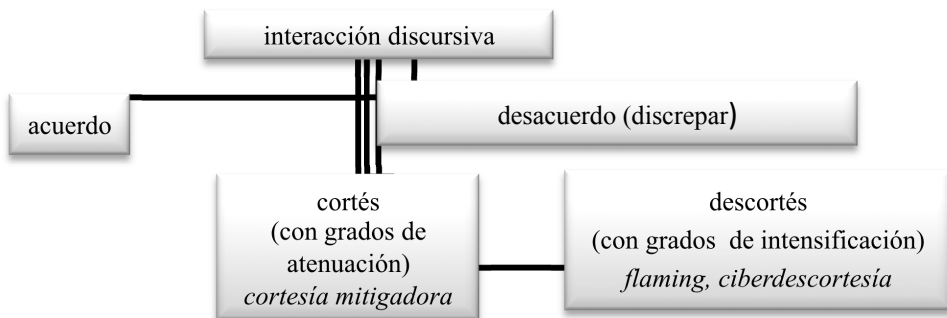 interacción discursiva
acuerdo
desacuerdo (discrepar)
cortés
(con grados de
atenuación)
cortesía mitigadora
descortés
(con grados de intensificación)
flaming, ciberdescortesía